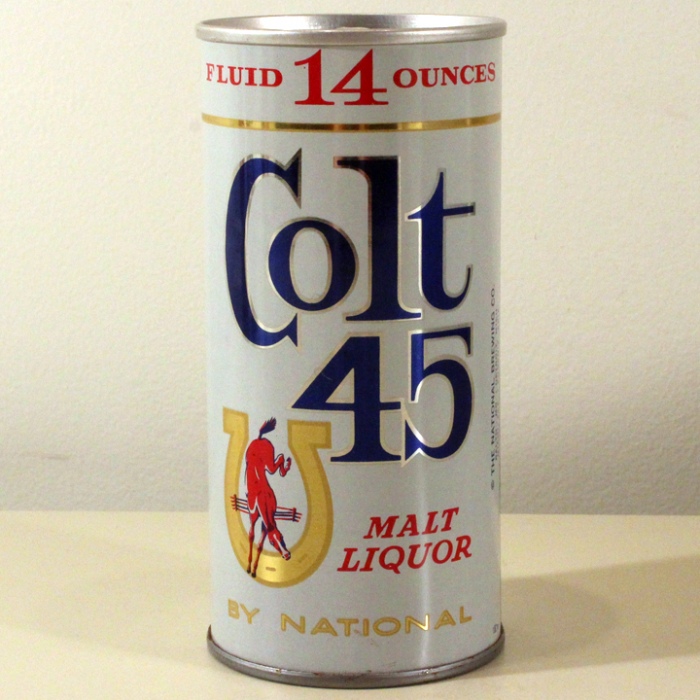 FLUID 14 OUNCES
Colt
45
MALT
LIQUOR
BY NATIONAL
© THE NATIONAL BREWING CO.